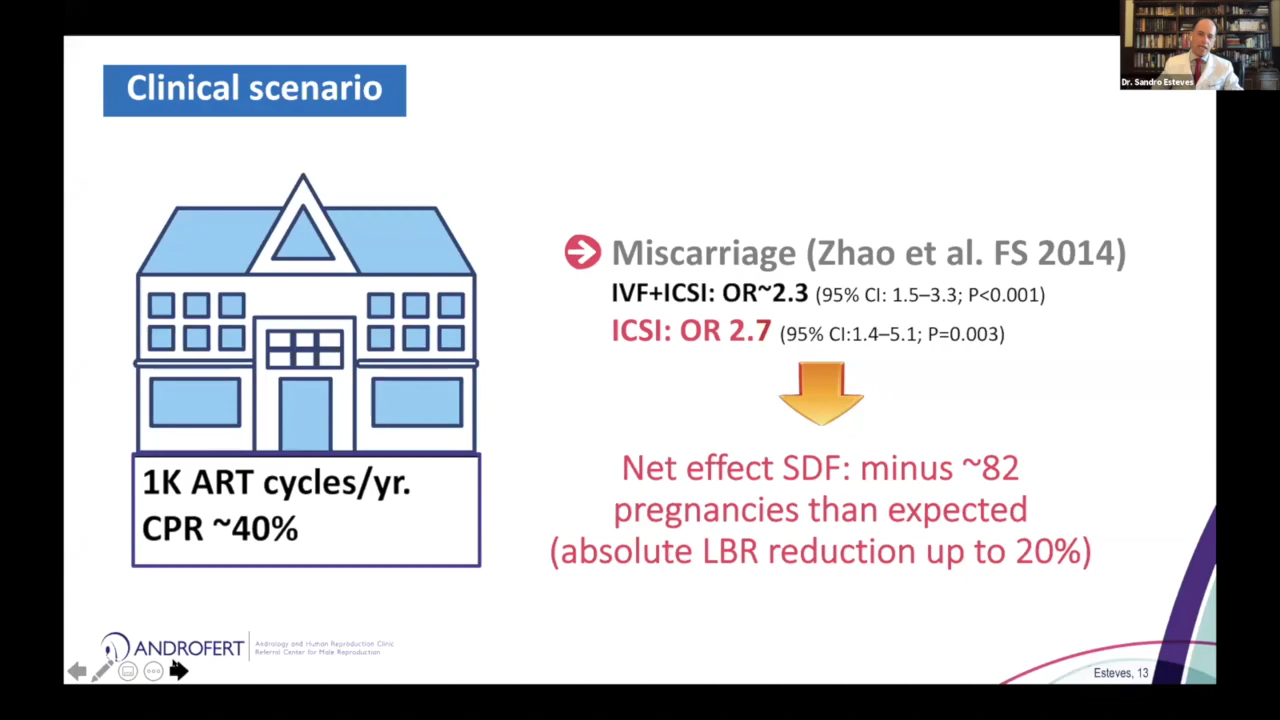 Clinical scenario
Dr. Sandro Esteves
Miscarriage (Zhao et al. FS 2014)
IVF+ICSI: OR~2.3 (95% CI: 1.5–3.3; P<0.001)
ICSI: OR 2.7 (95% CI:1.4–5.1; P=0.003)
1K ART cycles/yr.
CPR ~40%
Net effect SDF: minus ~82
pregnancies than expected
(absolute LBR reduction up to 20%)
ANDROFERT
Andrology and Human Reproduction Clinic
Referral Center for Male Reproduction
Esteves, 13